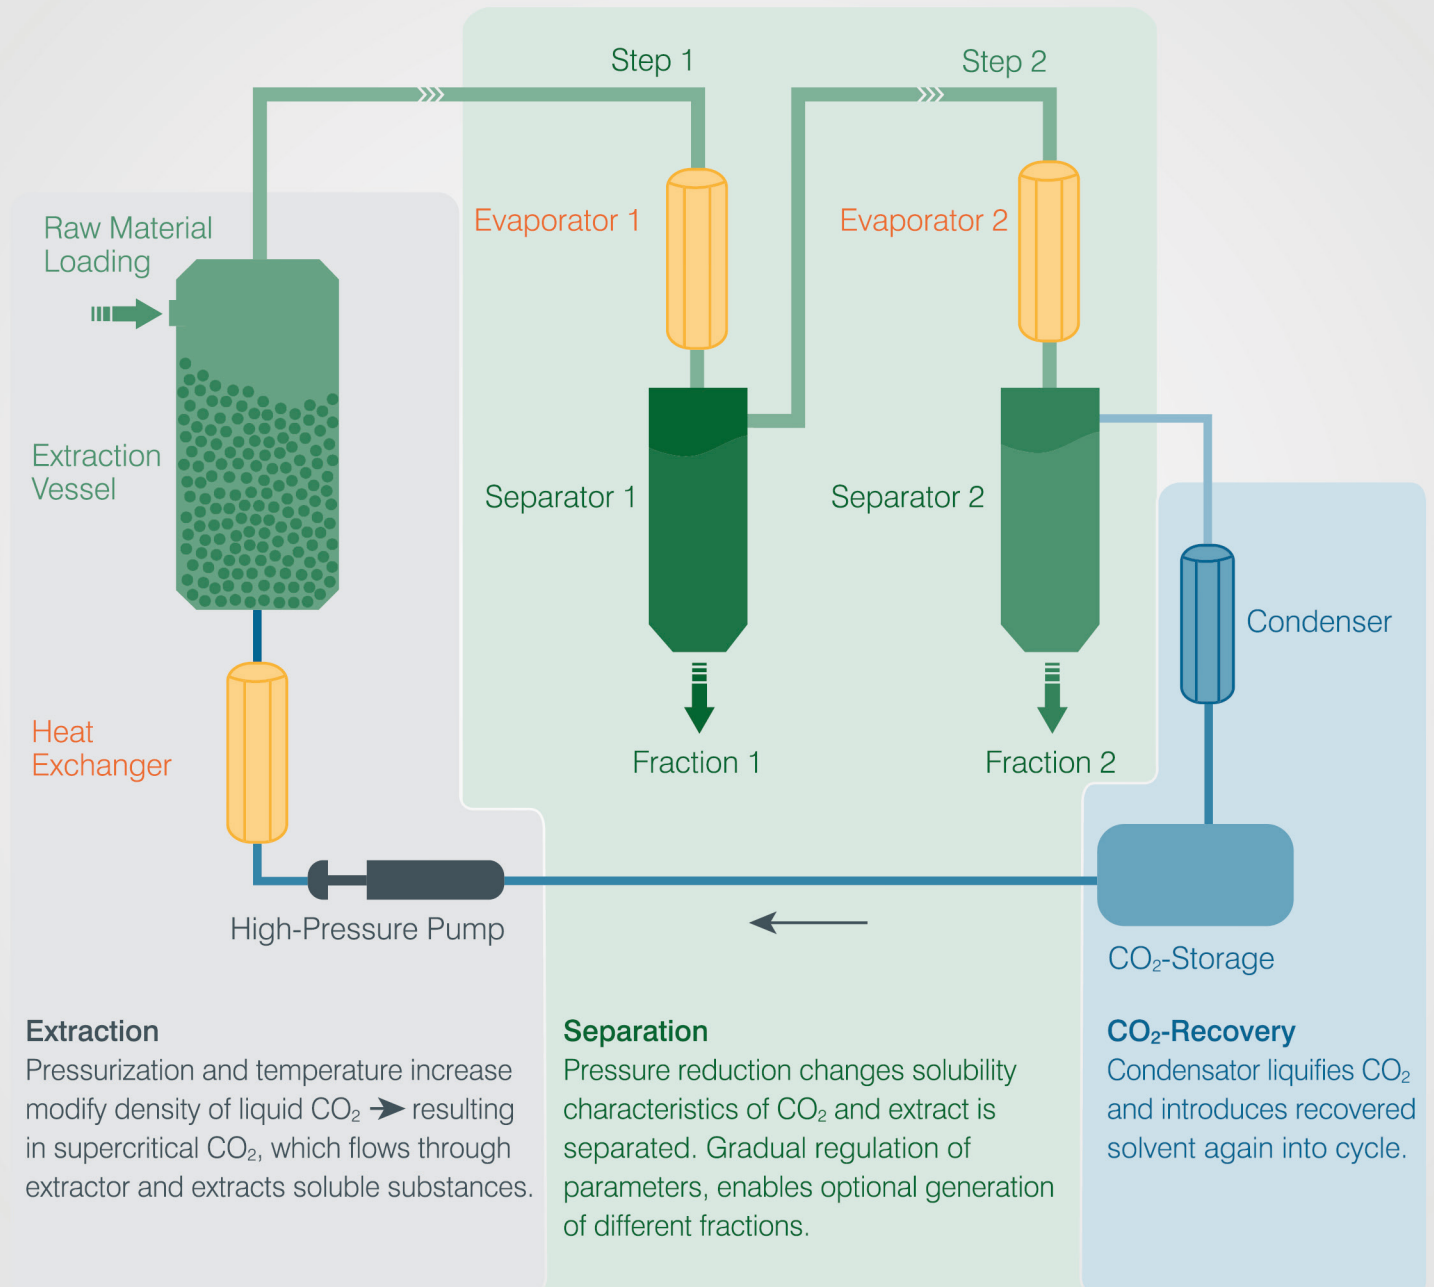 Step 1
Step 2
Raw Material
Loading
Evaporator 1
Evaporator 2
Extraction
Vessel
Separator 1
Separator 2
Condenser
Heat
Exchanger
Fraction 1
Fraction 2
High-Pressure Pump
CO₂-Storage
Extraction
Pressurization and temperature increase
modify density of liquid CO₂ ➔ resulting
in supercritical CO₂, which flows through
extractor and extracts soluble substances.
Separation
Pressure reduction changes solubility
characteristics of CO₂ and extract is
separated. Gradual regulation of
parameters, enables optional generation
of different fractions.
CO₂-Recovery
Condensator liquifies CO₂
and introduces recovered
solvent again into cycle.